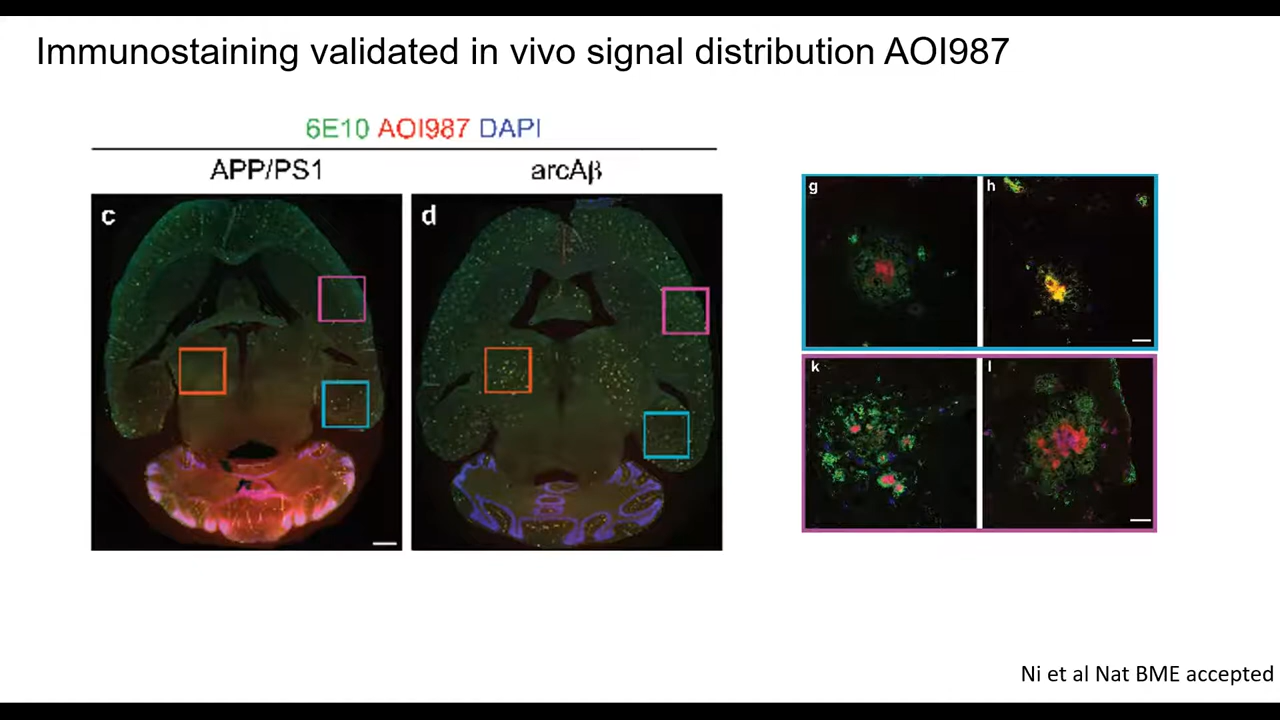 Immunostaining validated in vivo signal distribution AOI987
6E10 AOI987 DAPI
APP/PS1
arcAβ
c
d
g
h
k
l
Ni et al Nat BME accepted